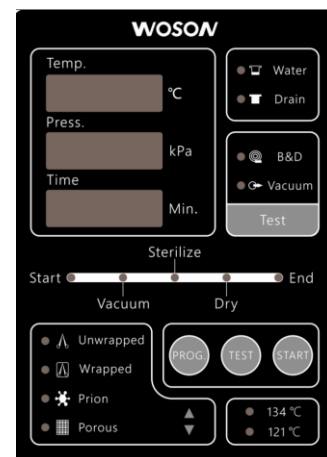 WOSON
Temp.
℃
Press.
kPa
Time
Min.
Water
Drain
B&D
Vacuum
Test
Sterilize
Start
End
Vacuum
Dry
Unwrapped
Wrapped
Prion
Porous
PROG.
TEST
START
134 ℃
121 ℃